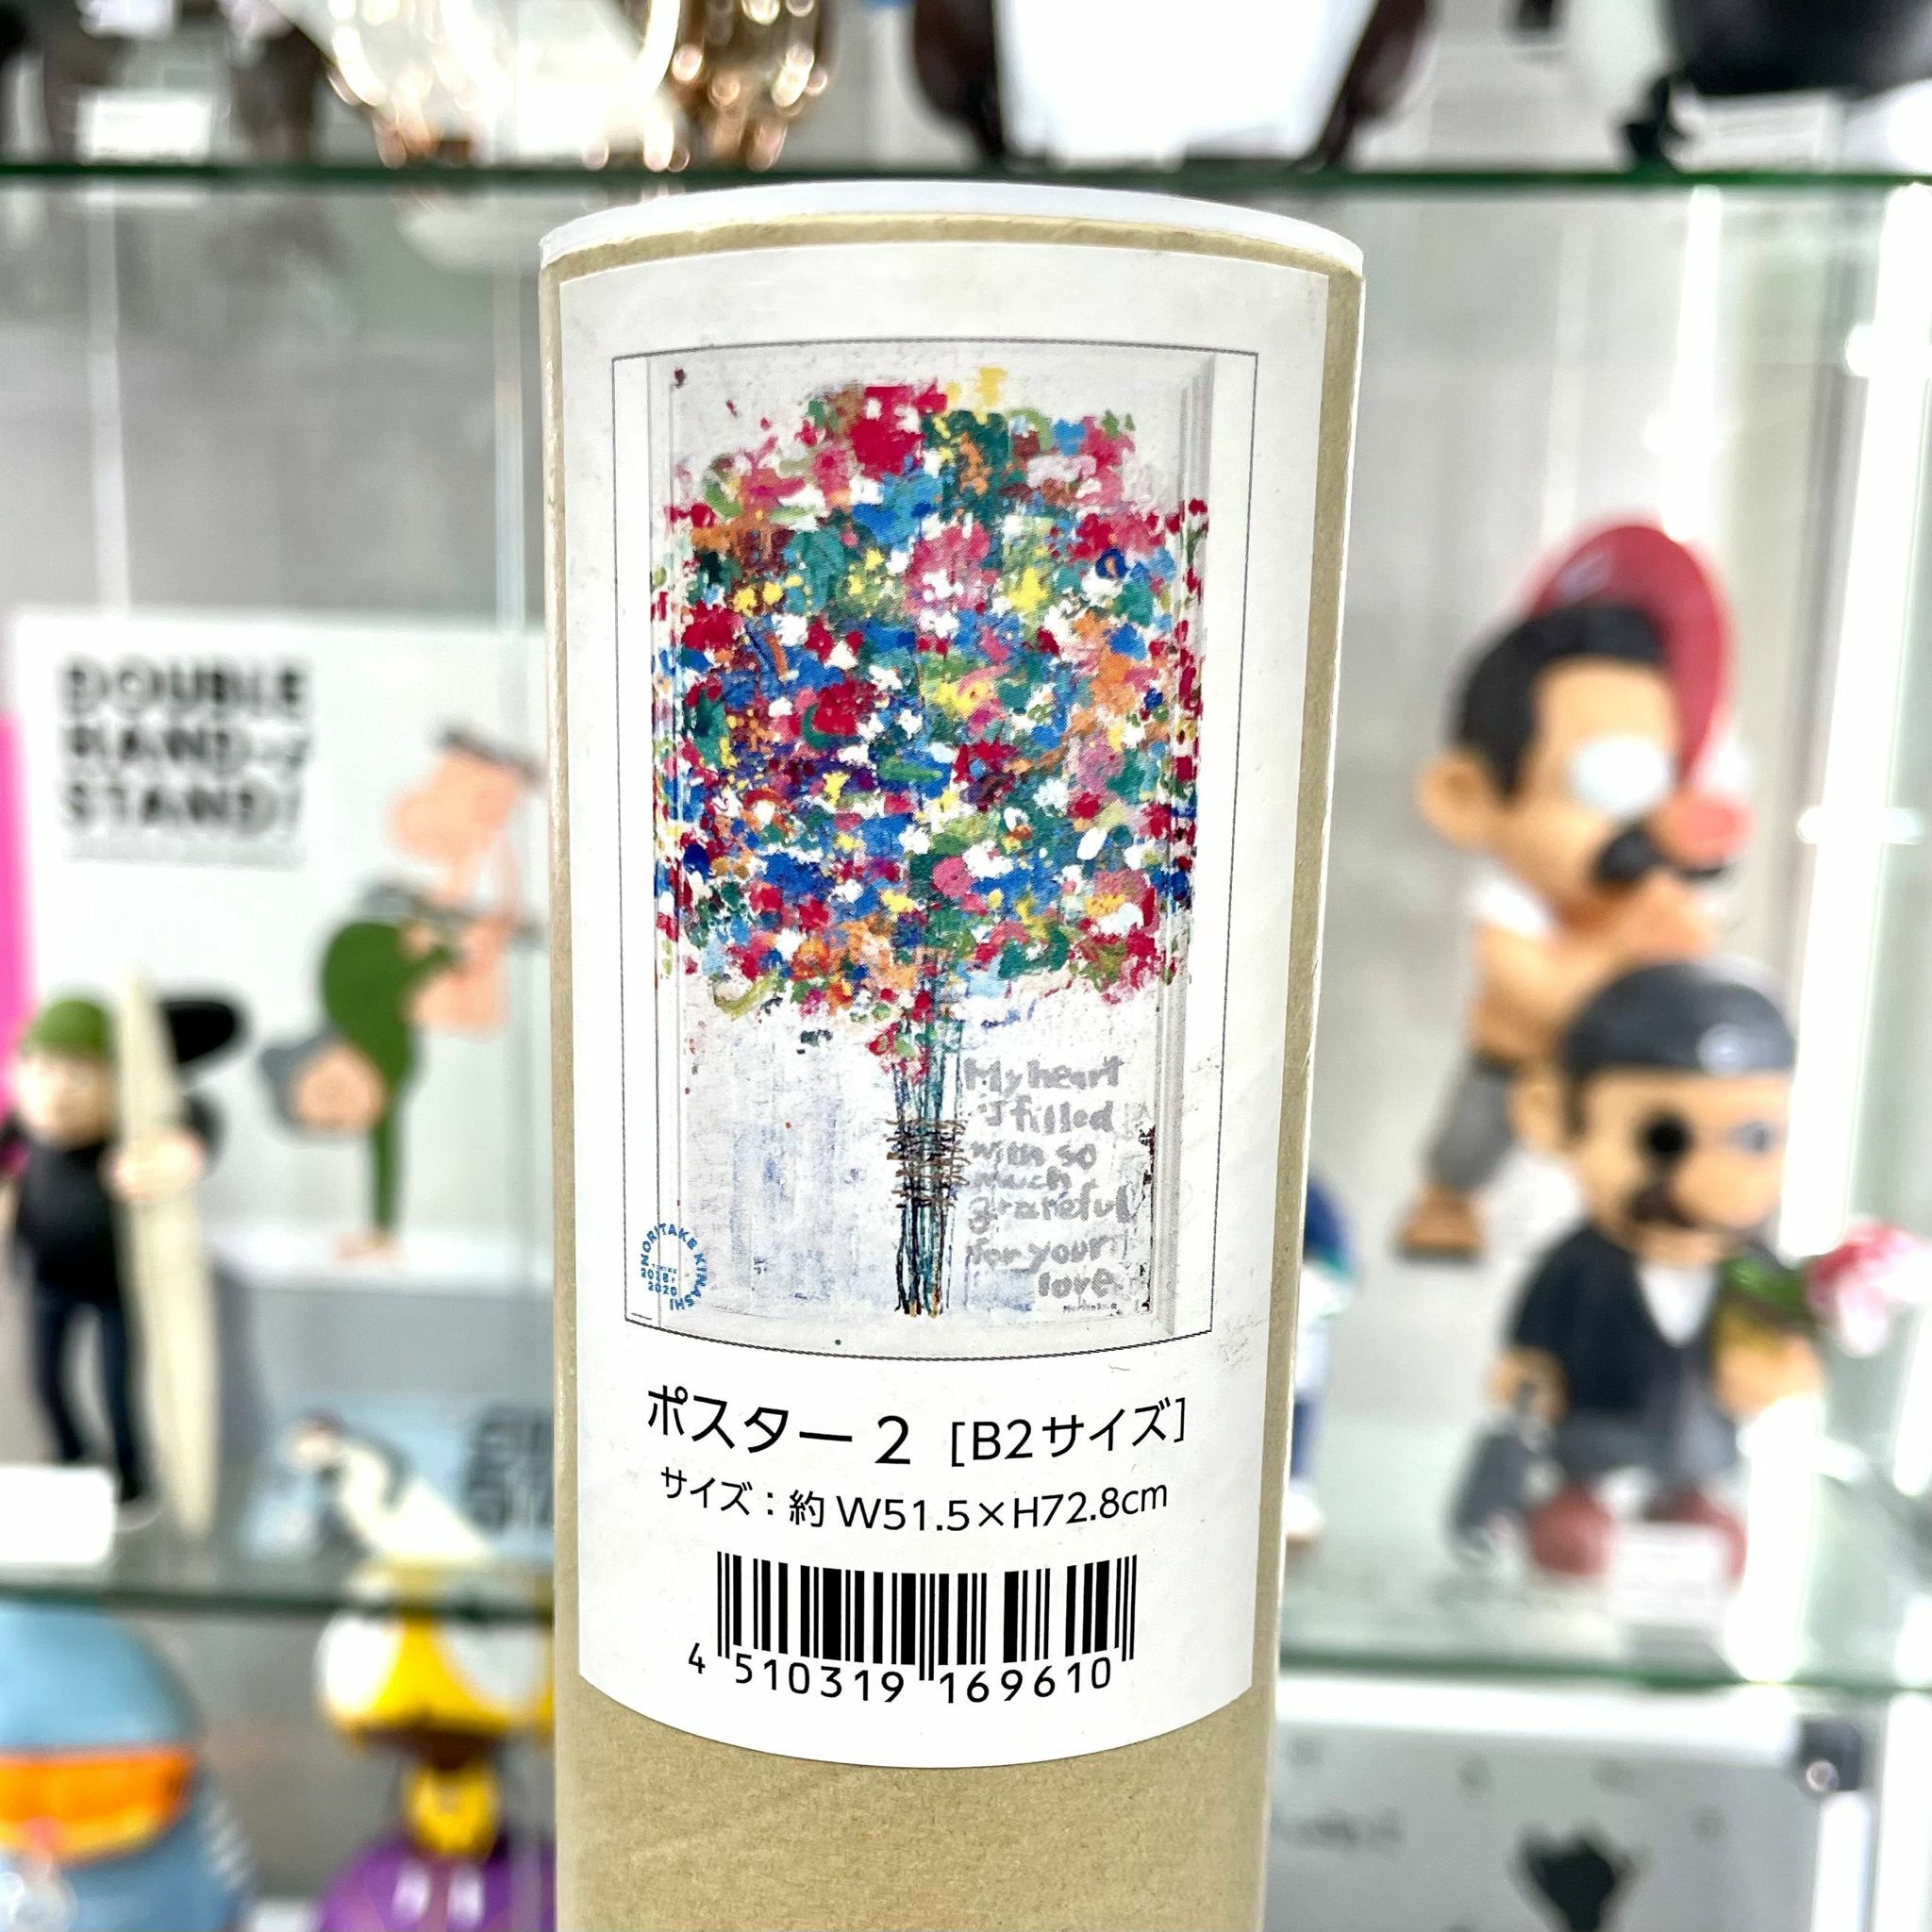 DOUBLE
HAND-
STAND!
My heart
I filled
with so
much
grateful
for your
love.
Noritake
NORITAKE KINASHI
TIMING
2018-
2020
ポスター 2 [B2サイズ]
サイズ：約 W51.5×H72.8cm
4 510319 169610